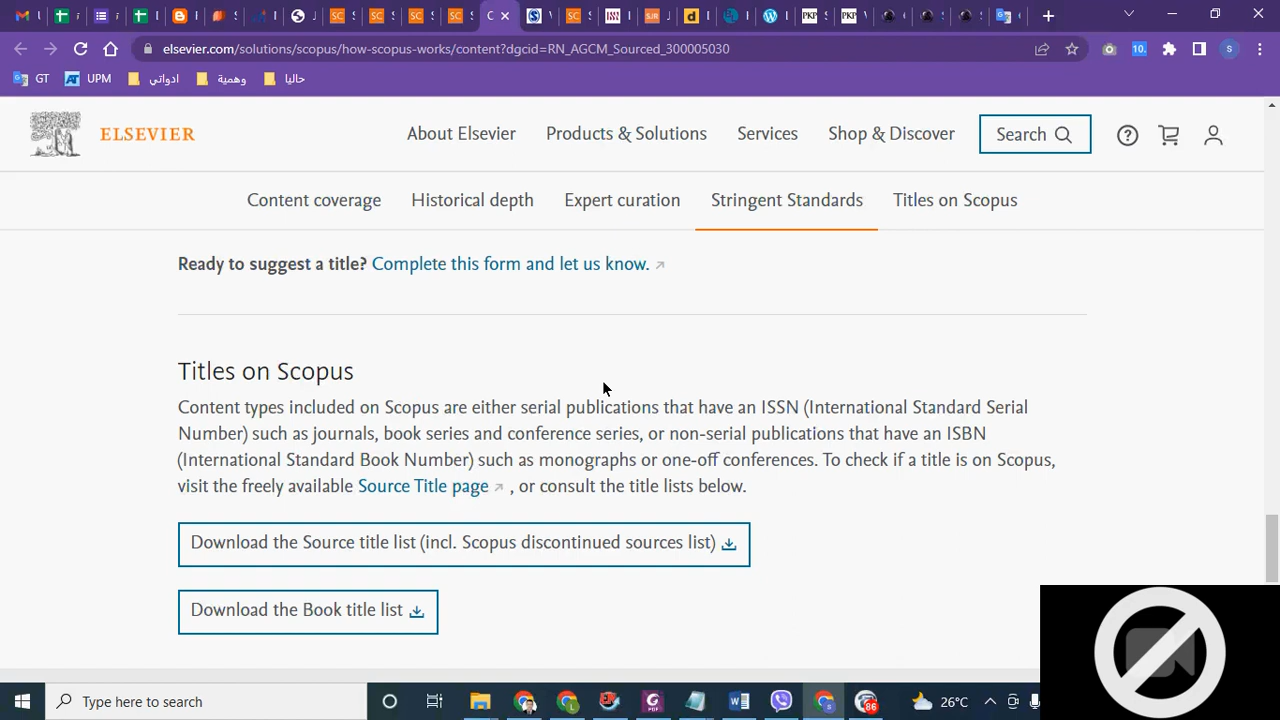 elsevier.com/solutions/scopus/how-scopus-works/content?dgcid=RN_AGCM_Sourced_300005030
10.
S
GT
UPM
ادواتي
وهمية
حاليا
ELSEVIER
About Elsevier
Products & Solutions
Services
Shop & Discover
Search
Content coverage
Historical depth
Expert curation
Stringent Standards
Titles on Scopus
Ready to suggest a title? Complete this form and let us know.
Titles on Scopus
Content types included on Scopus are either serial publications that have an ISSN (International Standard Serial
Number) such as journals, book series and conference series, or non-serial publications that have an ISBN
(International Standard Book Number) such as monographs or one-off conferences. To check if a title is on Scopus,
visit the freely available Source Title page , or consult the title lists below.
Download the Source title list (incl. Scopus discontinued sources list)
Download the Book title list
Type here to search
86
26°C